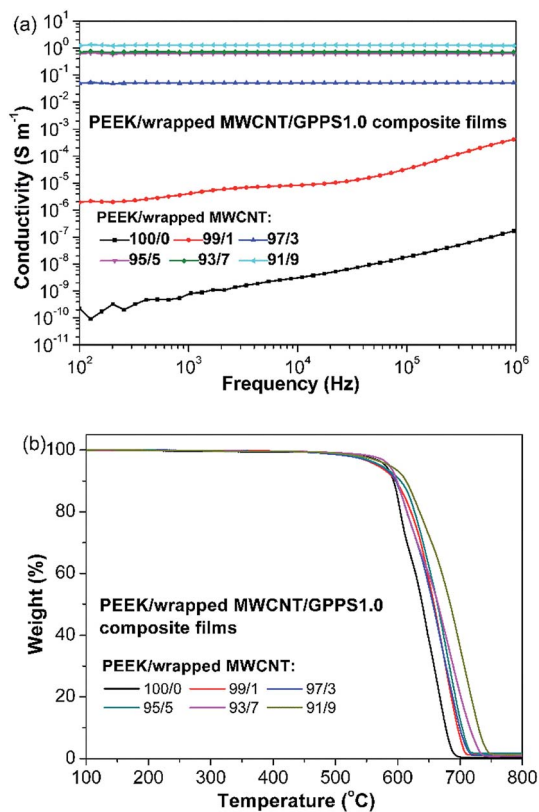 (a)
10^1
10^0
10^-1
10^-2
10^-3
10^-4
10^-5
10^-6
10^-7
10^-8
10^-9
10^-10
10^-11
Conductivity (S m^-1)
PEEK/wrapped MWCNT/GPPS1.0 composite films
PEEK/wrapped MWCNT:
100/0 99/1 97/3
95/5 93/7 91/9
10^2 10^3 10^4 10^5 10^6
Frequency (Hz)
(b)
100
80
60
40
20
0
Weight (%)
PEEK/wrapped MWCNT/GPPS1.0
composite films
PEEK/wrapped MWCNT:
100/0 99/1 97/3
95/5 93/7 91/9
100 200 300 400 500 600 700 800
Temperature (°C)